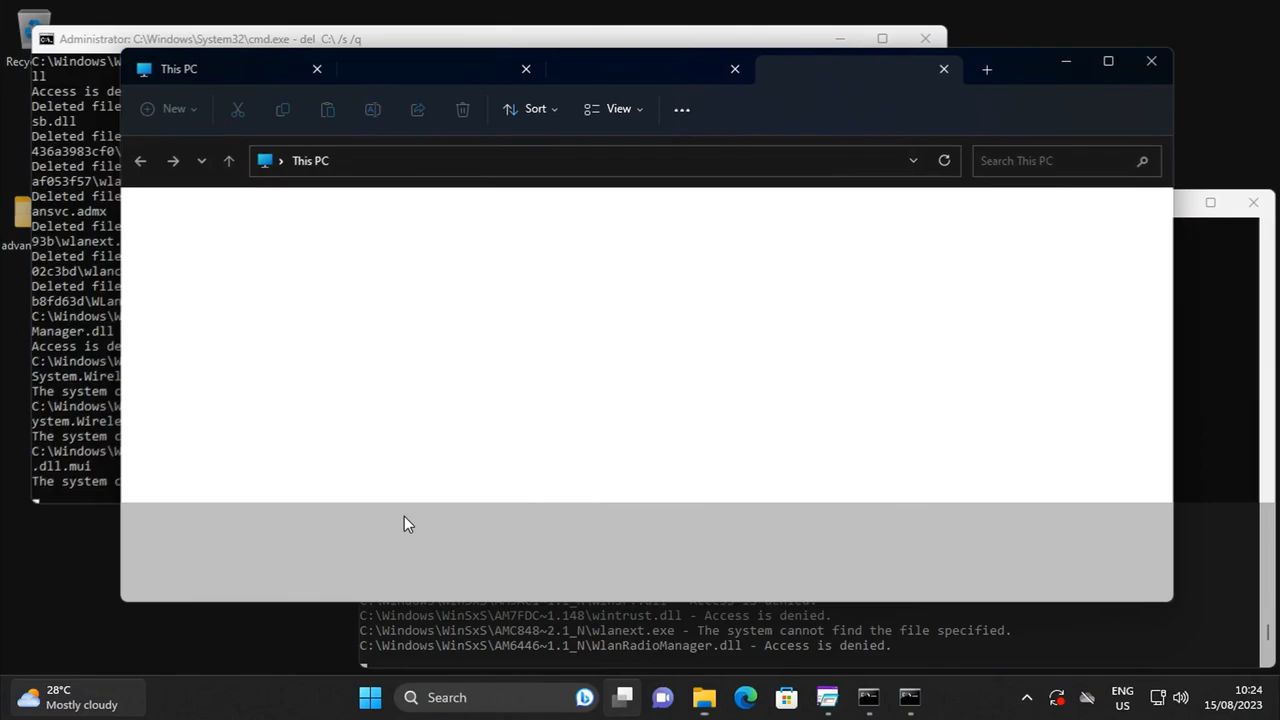 Administrator: C:\Windows\System32\cmd.exe - del C:\ /s /q
This PC
New
Sort
View
This PC
Search This PC
C:\Windows\W
ll
Access is de
Deleted file
sb.dll
Deleted file
436a3983cf0\
Deleted file
af053f57\wla
Deleted file
ansvc.admx
Deleted file
93b\wlanext.
Deleted file
02c3bd\wlanc
Deleted file
b8fd63d\WLan
C:\Windows\W
Manager.dll
Access is de
C:\Windows\W
System.Wirel
The system c
C:\Windows\W
ystem.Wirele
The system c
C:\Windows\W
.dll.mui
The system c
Recy
advan
C:\Windows\WinSxS\AM7FDC~1.148\wintrust.dll - Access is denied.
C:\Windows\WinSxS\AMC848~2.1_N\wlanext.exe - The system cannot find the file specified.
C:\Windows\WinSxS\AM6446~1.1_N\WlanRadioManager.dll - Access is denied.
28°C
Mostly cloudy
Search
ENG
US
10:24
15/08/2023